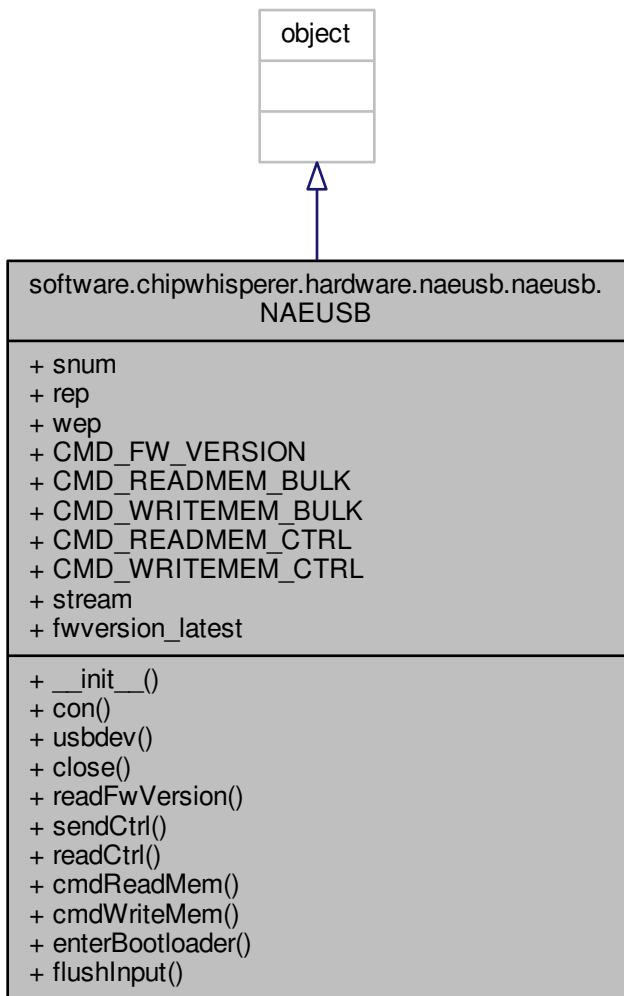 object
software.chipwhisperer.hardware.naeusb.naeusb.
NAEUSB
+ snum
+ rep
+ wep
+ CMD_FW_VERSION
+ CMD_READMEM_BULK
+ CMD_WRITEMEM_BULK
+ CMD_READMEM_CTRL
+ CMD_WRITEMEM_CTRL
+ stream
+ fwversion_latest
+ __init__()
+ con()
+ usbdev()
+ close()
+ readFwVersion()
+ sendCtrl()
+ readCtrl()
+ cmdReadMem()
+ cmdWriteMem()
+ enterBootloader()
+ flushInput()